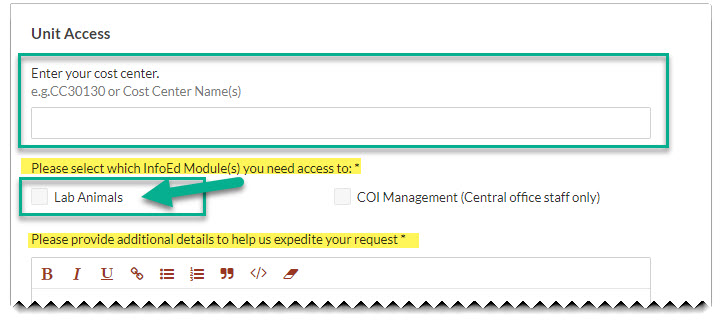 Unit Access
Enter your cost center.
e.g.CC30130 or Cost Center Name(s)
Please select which InfoEd Module(s) you need access to: *
Lab Animals
COI Management (Central office staff only)
Please provide additional details to help us expedite your request *
B I U